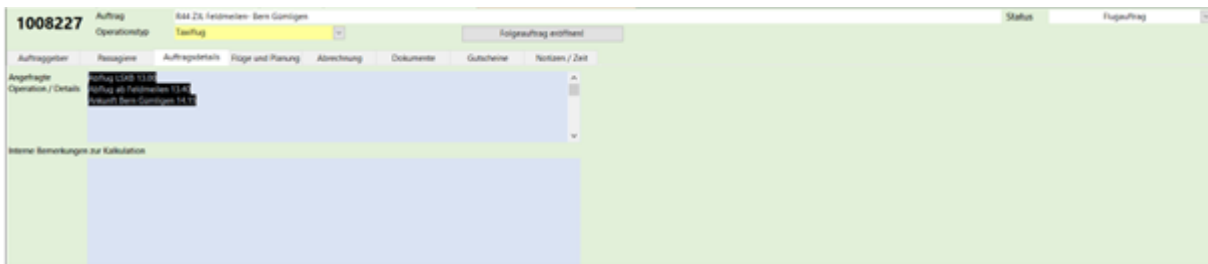 1008227
Auftrag
R44 ZJL Feldmeilen- Bern Gümligen
Status
Flugauftrag
Operationstyp
Taxiflug
Folgeauftrag eröffnen!
Auftraggeber
Passagiere
Auftragsdetails
Flüge und Planung
Abrechnung
Dokumente
Gutscheine
Notizen / Zeit
Angefragte
Operation / Details
Abflug LSXB 13.00
Abflug ab Feldmeilen 13.40
Ankunft Bern Gümligen 14.15
Interne Bemerkungen zur Kalkulation